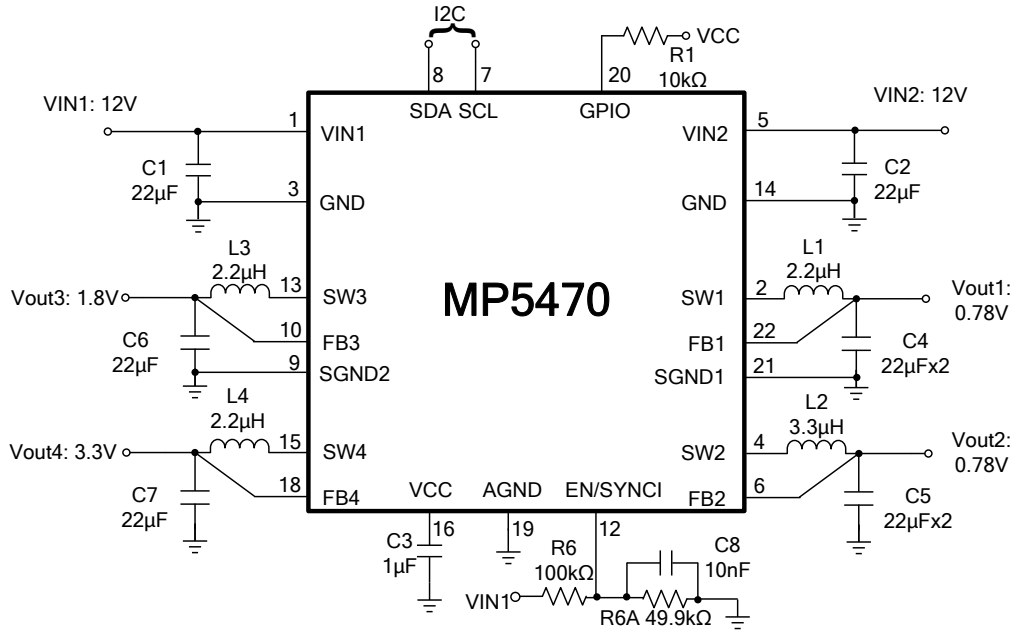 I2C
8
7
20
VCC
R1
10kΩ
VIN1: 12V
VIN2: 12V
SDA SCL
GPIO
1
VIN1
VIN2
5
C1
22µF
C2
22µF
3
GND
GND
14
L3
2.2µH
L1
2.2µH
Vout3: 1.8V
13
SW3
MP5470
SW1
2
Vout1:
0.78V
10
FB3
FB1
22
C6
22µF
C4
22µFx2
9
SGND2
SGND1
21
L4
2.2µH
L2
3.3µH
Vout4: 3.3V
15
SW4
SW2
4
Vout2:
0.78V
18
FB4
VCC
AGND
EN/SYNCI
FB2
6
C7
22µF
C5
22µFx2
16
19
12
C3
1µF
R6
100kΩ
C8
10nF
VIN1
R6A 49.9kΩ